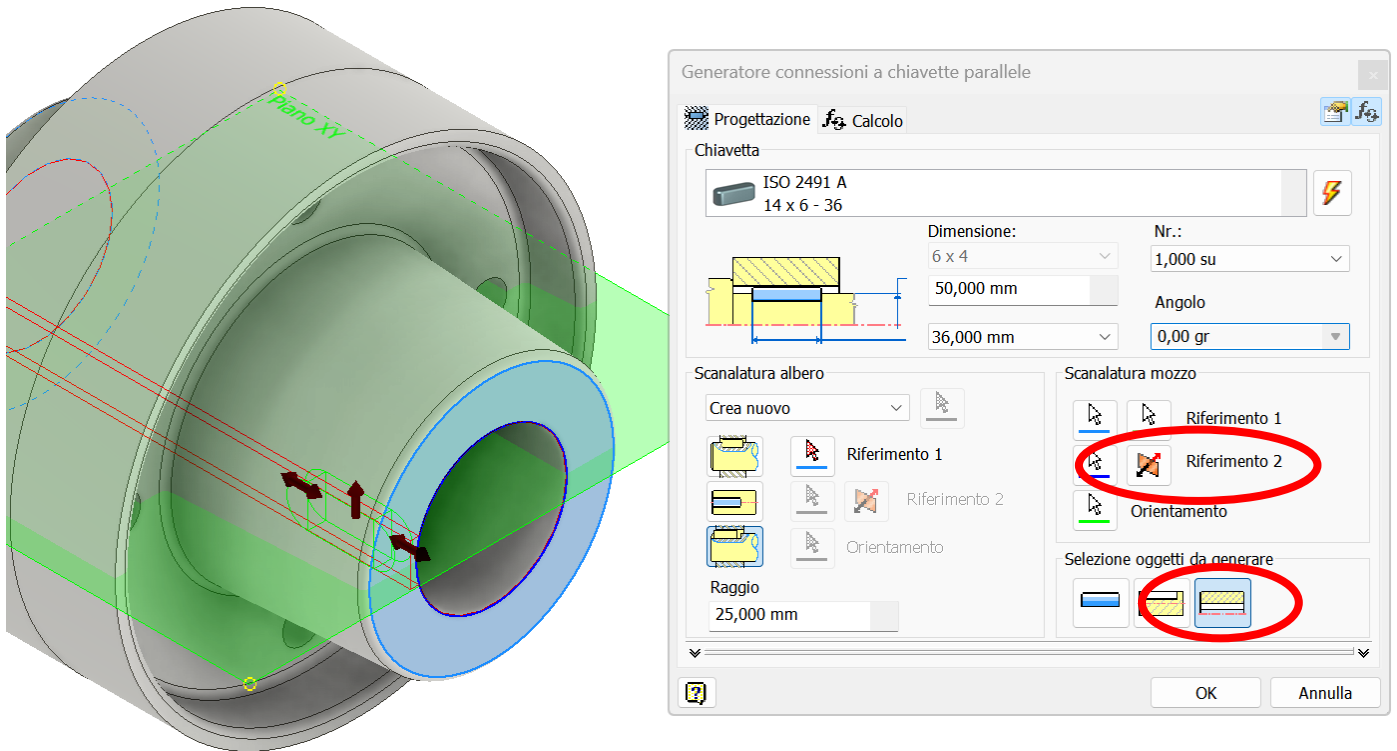 Piano XY
Generatore connessioni a chiavette parallele
Progettazione
Calcolo
Chiavetta
ISO 2491 A
14 x 6 - 36
Dimensione:
6 x 4
50,000 mm
36,000 mm
Nr.:
1,000 su
Angolo
0,00 gr
Scanalatura albero
Crea nuovo
Riferimento 1
Riferimento 2
Orientamento
Raggio
25,000 mm
Scanalatura mozzo
Riferimento 1
Riferimento 2
Orientamento
Selezione oggetti da generare
OK
Annulla